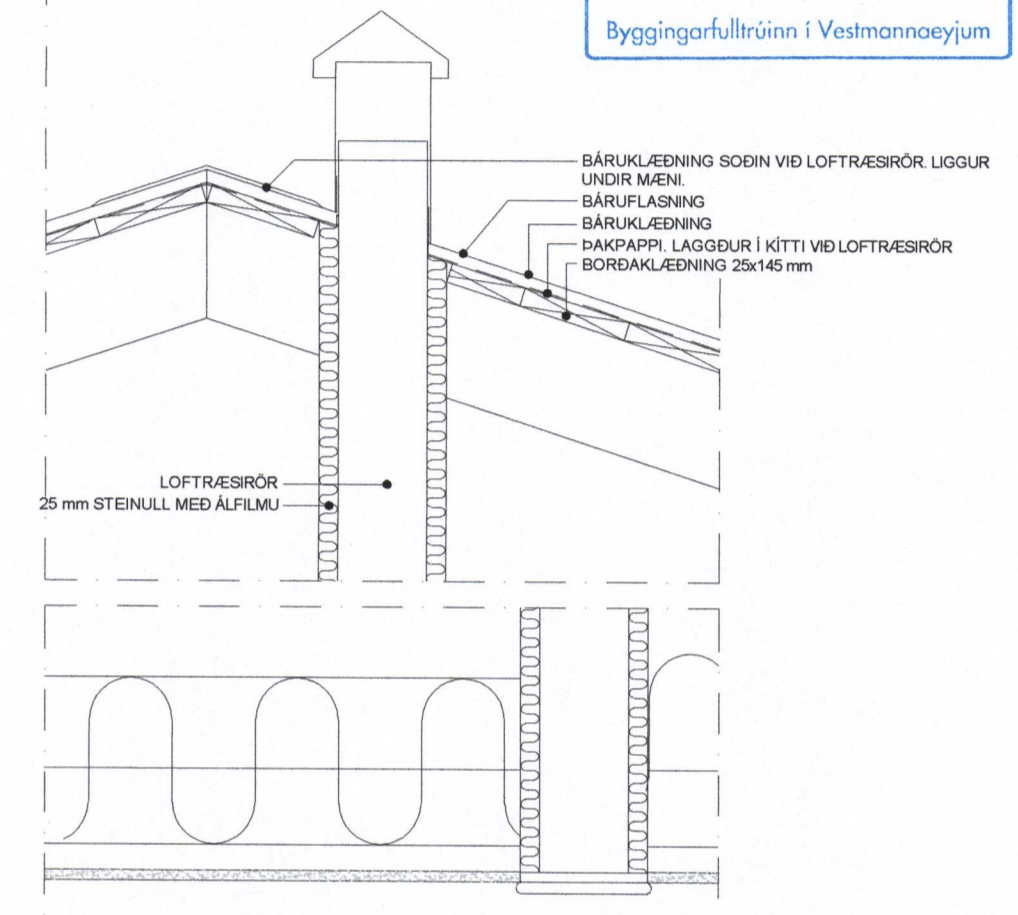 Byggingarfulltrúinn í Vestmannaeyjum
BÁRUKLÆÐNING SOÐIN VIÐ LOFTRÆSIRÖR. LIGGUR
UNDIR MÆNI.
BÁRUFLASNING
BÁRUKLÆÐNING
ÞAKPAPPI. LAGGÐUR Í KÍTTI VIÐ LOFTRÆSIRÖR
BORÐAKLÆÐNING 25x145 mm
LOFTRÆSIRÖR
25 mm STEINULL MEÐ ÁLFILMU